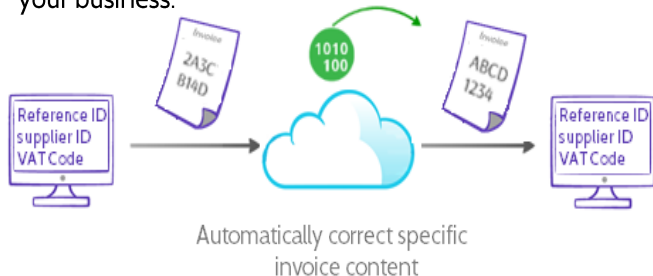 your business.
Invoice
2A3C
B14D
1010
100
Invoice
ABCD
1234
Reference ID
supplier ID
VAT Code
Reference ID
supplier ID
VAT Code
Automatically correct specific
invoice content